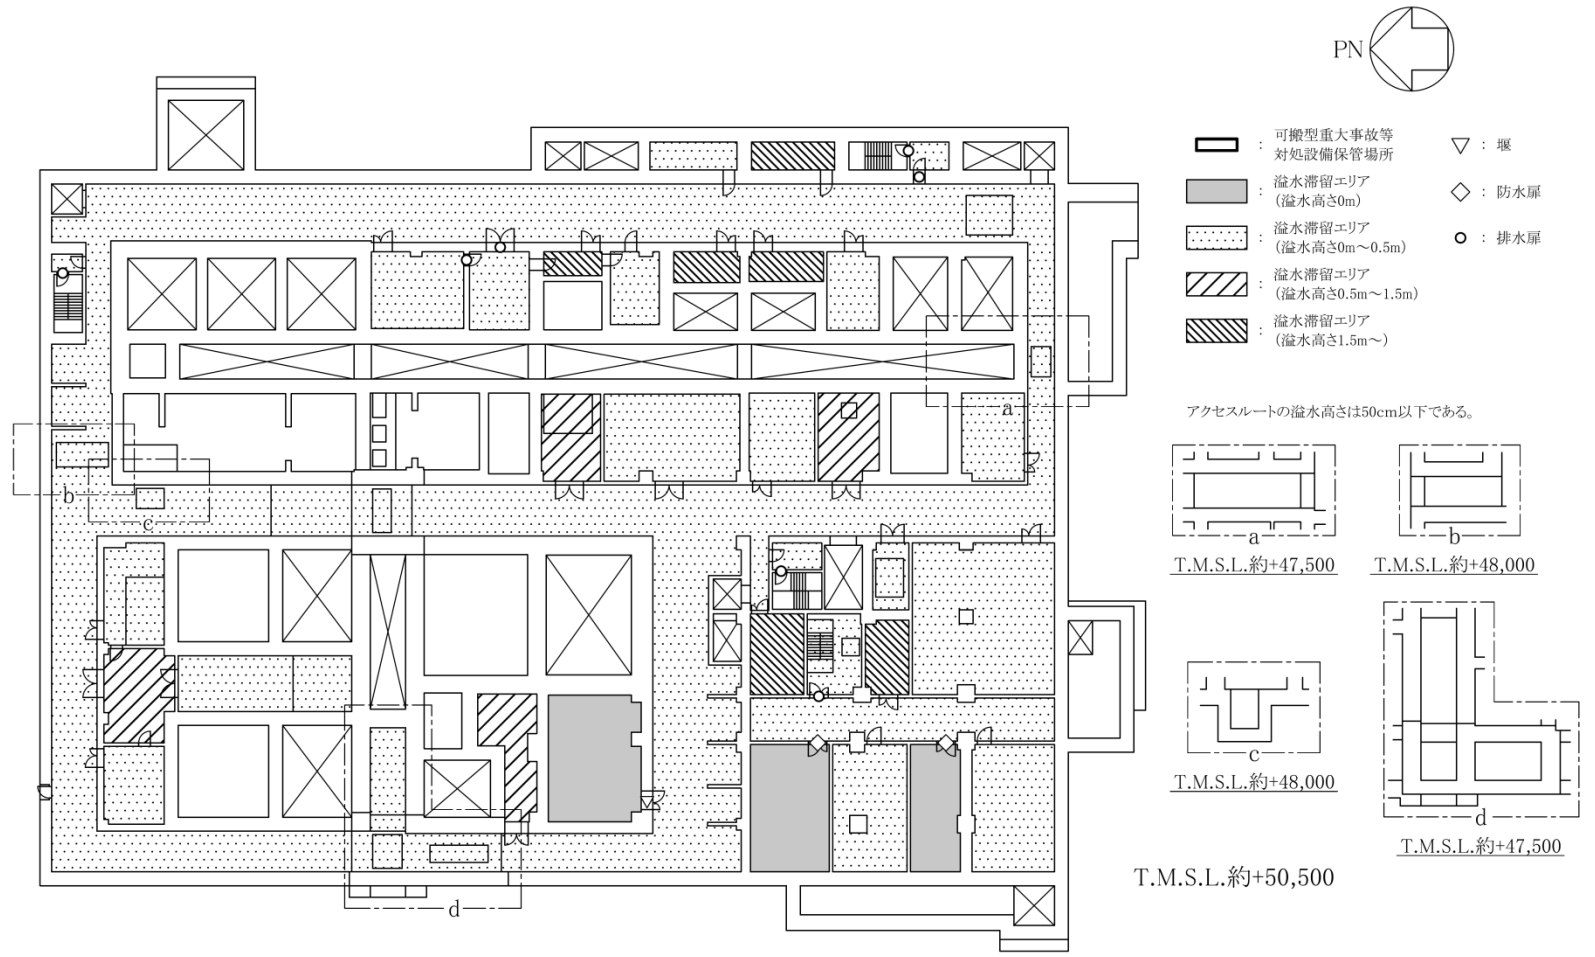 PN
可搬型重大事故等
対処設備保管場所
溢水滞留エリア
(溢水高さ0m)
溢水滞留エリア
(溢水高さ0m～0.5m)
溢水滞留エリア
(溢水高さ0.5m～1.5m)
溢水滞留エリア
(溢水高さ1.5m～)
: 堰
: 防水扉
: 排水扉
アクセスルートの溢水高さは50cm以下である。
a
T.M.S.L.約+47,500
b
T.M.S.L.約+48,000
c
T.M.S.L.約+48,000
d
T.M.S.L.約+47,500
T.M.S.L.約+50,500
a
b
c
d